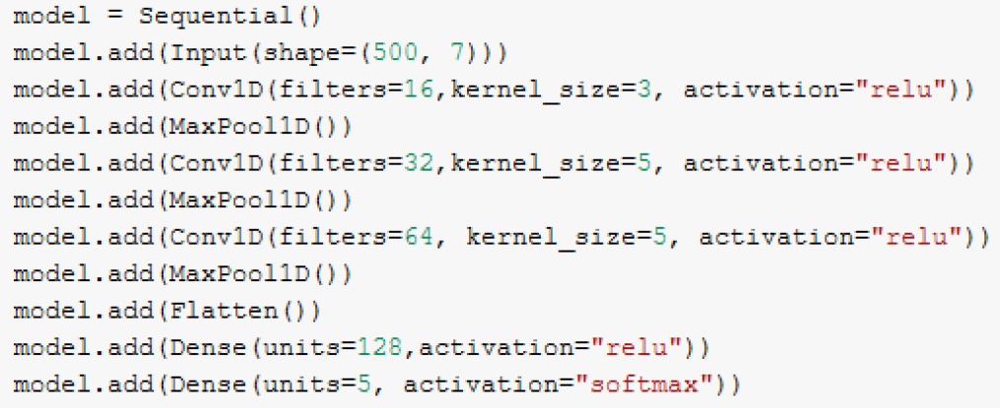 model = Sequential()
model.add(Input(shape=(500, 7)))
model.add(Conv1D(filters=16,kernel_size=3, activation="relu"))
model.add(MaxPool1D())
model.add(Conv1D(filters=32,kernel_size=5, activation="relu"))
model.add(MaxPool1D())
model.add(Conv1D(filters=64, kernel_size=5, activation="relu"))
model.add(MaxPool1D())
model.add(Flatten())
model.add(Dense(units=128,activation="relu"))
model.add(Dense(units=5, activation="softmax"))